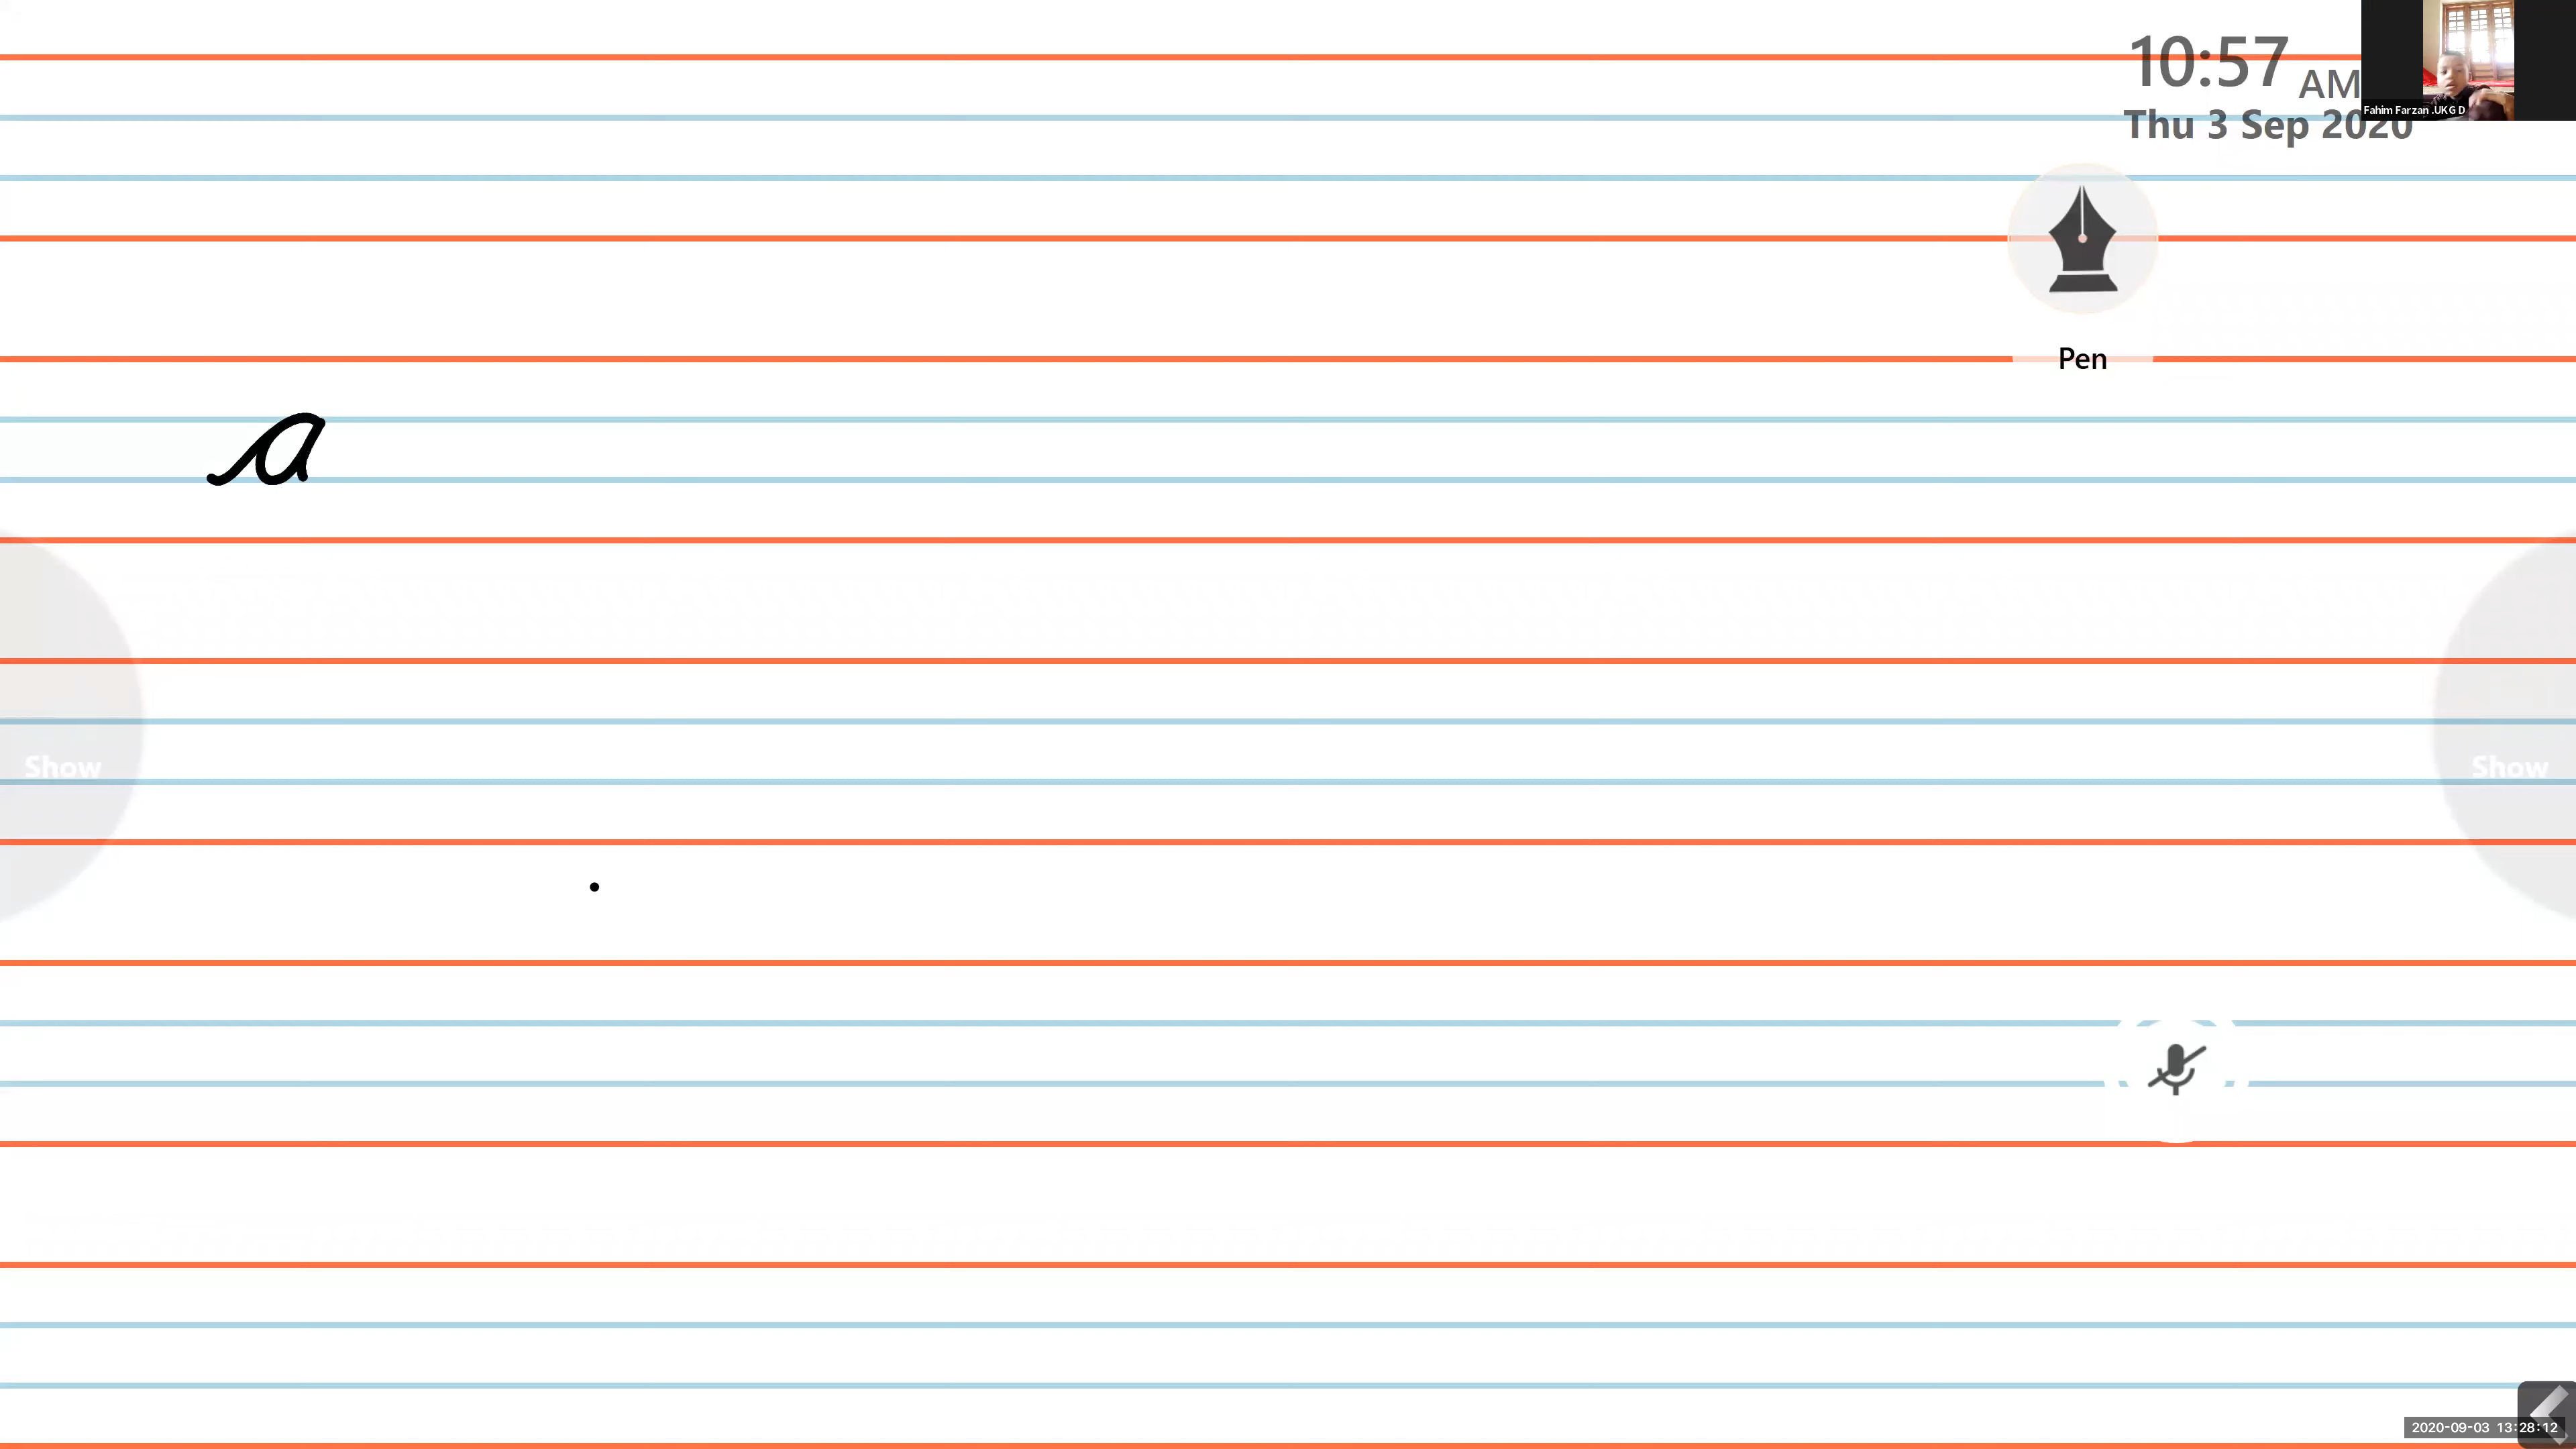 10:57 AM
Fahim Farzan .UKG D
Thu 3 Sep 2020
Pen
a
Show
Show
2020-09-03 13:28:12